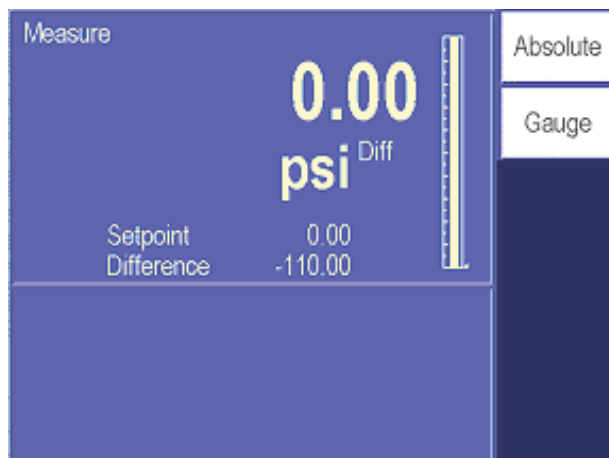 Measure
Absolute
0.00
Gauge
psi Diff
Setpoint 0.00
Difference -110.00